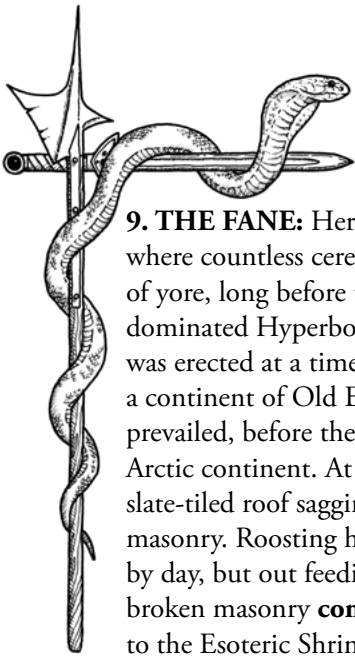 9. THE FANE: Her
where countless cere
of yore, long before t
dominated Hyperbo
was erected at a time
a continent of Old E
prevailed, before the
Arctic continent. At
slate-tiled roof saggin
masonry. Roosting h
by day, but out feedi
broken masonry con
to the Esoteric Shrin